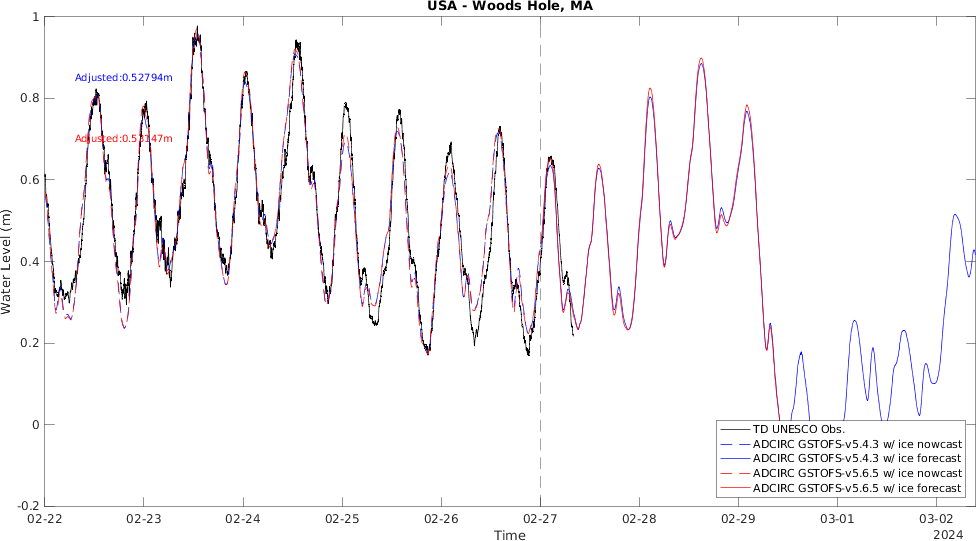 USA - Woods Hole, MA
1
0.8
0.6
0.4
0.2
0
-0.2
Water Level (m)
Adjusted:0.52794m
Adjusted:0.53147m
TD UNESCO Obs.
ADCIRC GSTOFS-v5.4.3 w/ ice nowcast
ADCIRC GSTOFS-v5.4.3 w/ ice forecast
ADCIRC GSTOFS-v5.6.5 w/ ice nowcast
ADCIRC GSTOFS-v5.6.5 w/ ice forecast
02-22 02-23 02-24 02-25 02-26 02-27 02-28 02-29 03-01 03-02
Time
2024